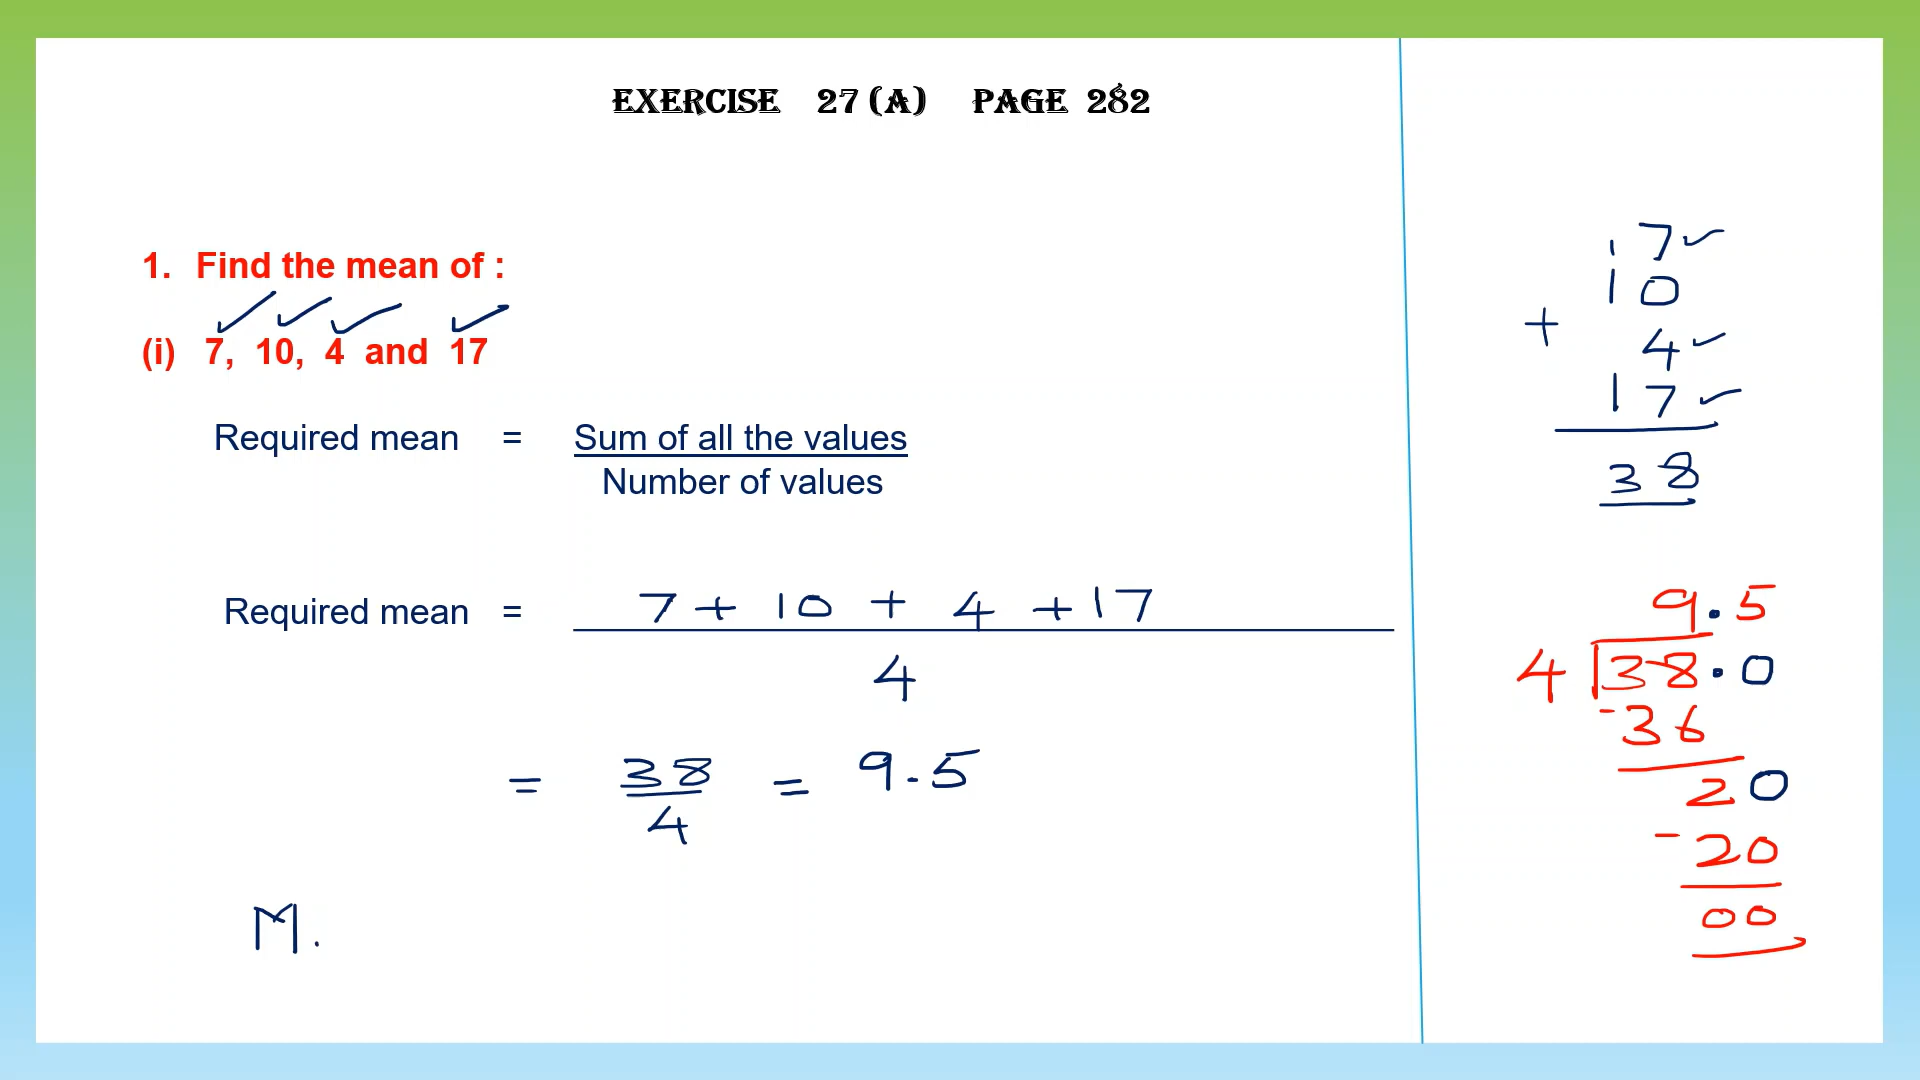 EXERCISE 27 (A) PAGE 282
1. Find the mean of :
(i) 7, 10, 4 and 17
Required mean = Sum of all the values
Number of values
Required mean = 7 + 10 + 4 + 17
4
= 38 = 9.5
4
M.
7
10
+ 4
17
38
9.5
4 38.0
-36
20
-20
00